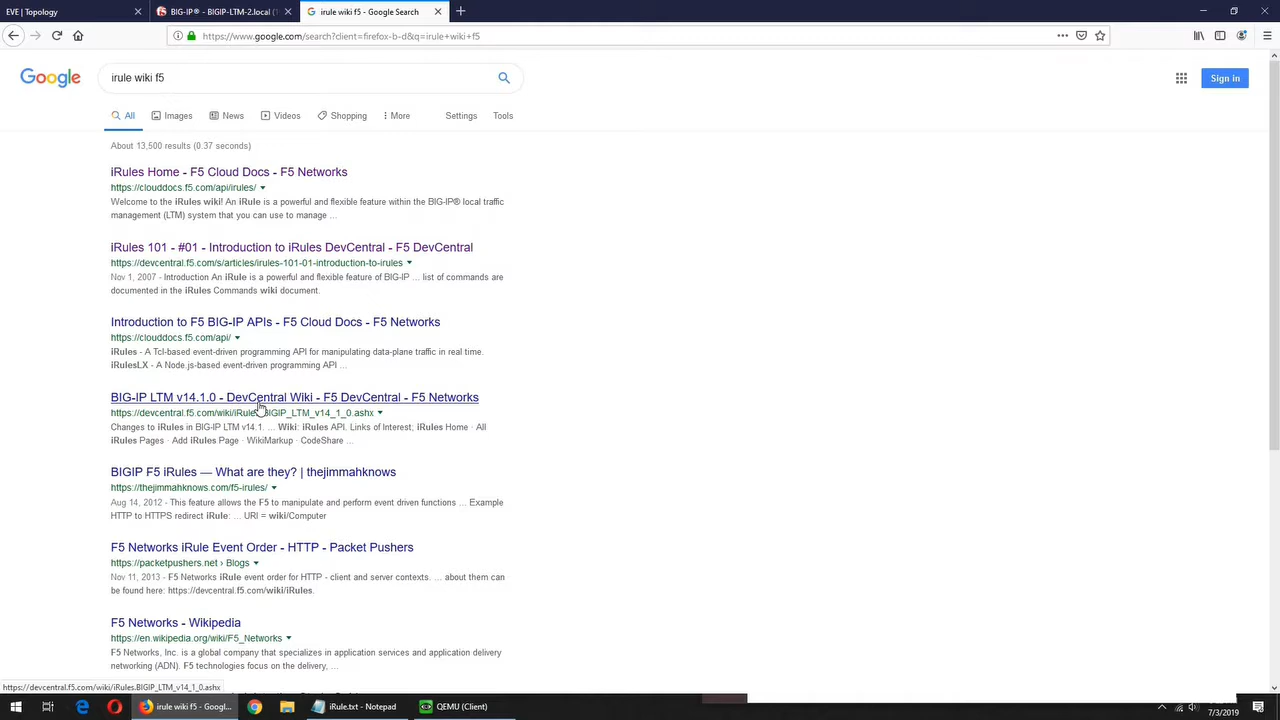 EVE | Topology
BIG-IP® - BIGIP-LTM-2.local (1
irule wiki f5 - Google Search
https://www.google.com/search?client=firefox-b-d&q=irule+wiki+f5
Google
irule wiki f5
Sign in
All
Images
News
Videos
Shopping
More
Settings
Tools
About 13,500 results (0.37 seconds)
iRules Home - F5 Cloud Docs - F5 Networks
https://clouddocs.f5.com/api/irules/
Welcome to the iRules wiki! An iRule is a powerful and flexible feature within the BIG-IP® local traffic
management (LTM) system that you can use to manage ...
iRules 101 - #01 - Introduction to iRules DevCentral - F5 DevCentral
https://devcentral.f5.com/s/articles/irules-101-01-introduction-to-irules
Nov 1, 2007 - Introduction An iRule is a powerful and flexible feature of BIG-IP ... list of commands are
documented in the iRules Commands wiki document.
Introduction to F5 BIG-IP APIs - F5 Cloud Docs - F5 Networks
https://clouddocs.f5.com/api/
iRules - A Tcl-based event-driven programming API for manipulating data-plane traffic in real time.
iRulesLX - A Node.js-based event-driven programming API ...
BIG-IP LTM v14.1.0 - DevCentral Wiki - F5 DevCentral - F5 Networks
https://devcentral.f5.com/wiki/iRules.BIGIP_LTM_v14_1_0.ashx
Changes to iRules in BIG-IP LTM v14.1. ... Wiki: iRules API. Links of Interest; iRules Home · All
iRules Pages · Add iRules Page · WikiMarkup · CodeShare ...
BIGIP F5 iRules — What are they? | thejimmahknows
https://thejimmahknows.com/f5-irules/
Aug 14, 2012 - This feature allows the F5 to manipulate and perform event driven functions ... Example
HTTP to HTTPS redirect iRule: ... URI = wiki/Computer
F5 Networks iRule Event Order - HTTP - Packet Pushers
https://packetpushers.net › Blogs
Nov 11, 2013 - F5 Networks iRule event order for HTTP - client and server contexts. ... about them can
be found here: https://devcentral.f5.com/wiki/iRules.
F5 Networks - Wikipedia
https://en.wikipedia.org/wiki/F5_Networks
F5 Networks, Inc. is a global company that specializes in application services and application delivery
networking (ADN). F5 technologies focus on the delivery, ...
https://devcentral.f5.com/wiki/iRules.BIGIP_LTM_v14_1_0.ashx
irule wiki f5 - Googl...
iRule.txt - Notepad
QEMU (Client)
7/3/2019